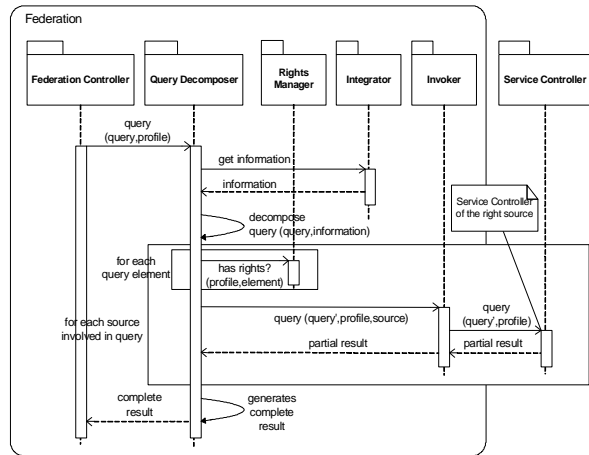 Federation
Federation Controller
Query Decomposer
Rights
Manager
Integrator
Invoker
Service Controller
query
(query,profile)
get information
information
Service Controller
of the right source
decompose
query (query,information)
for each
query element
has rights?
(profile,element)
for each source
involved in query
query (query',profile,source)
query
(query',profile)
partial result
partial result
complete
result
generates
complete
result